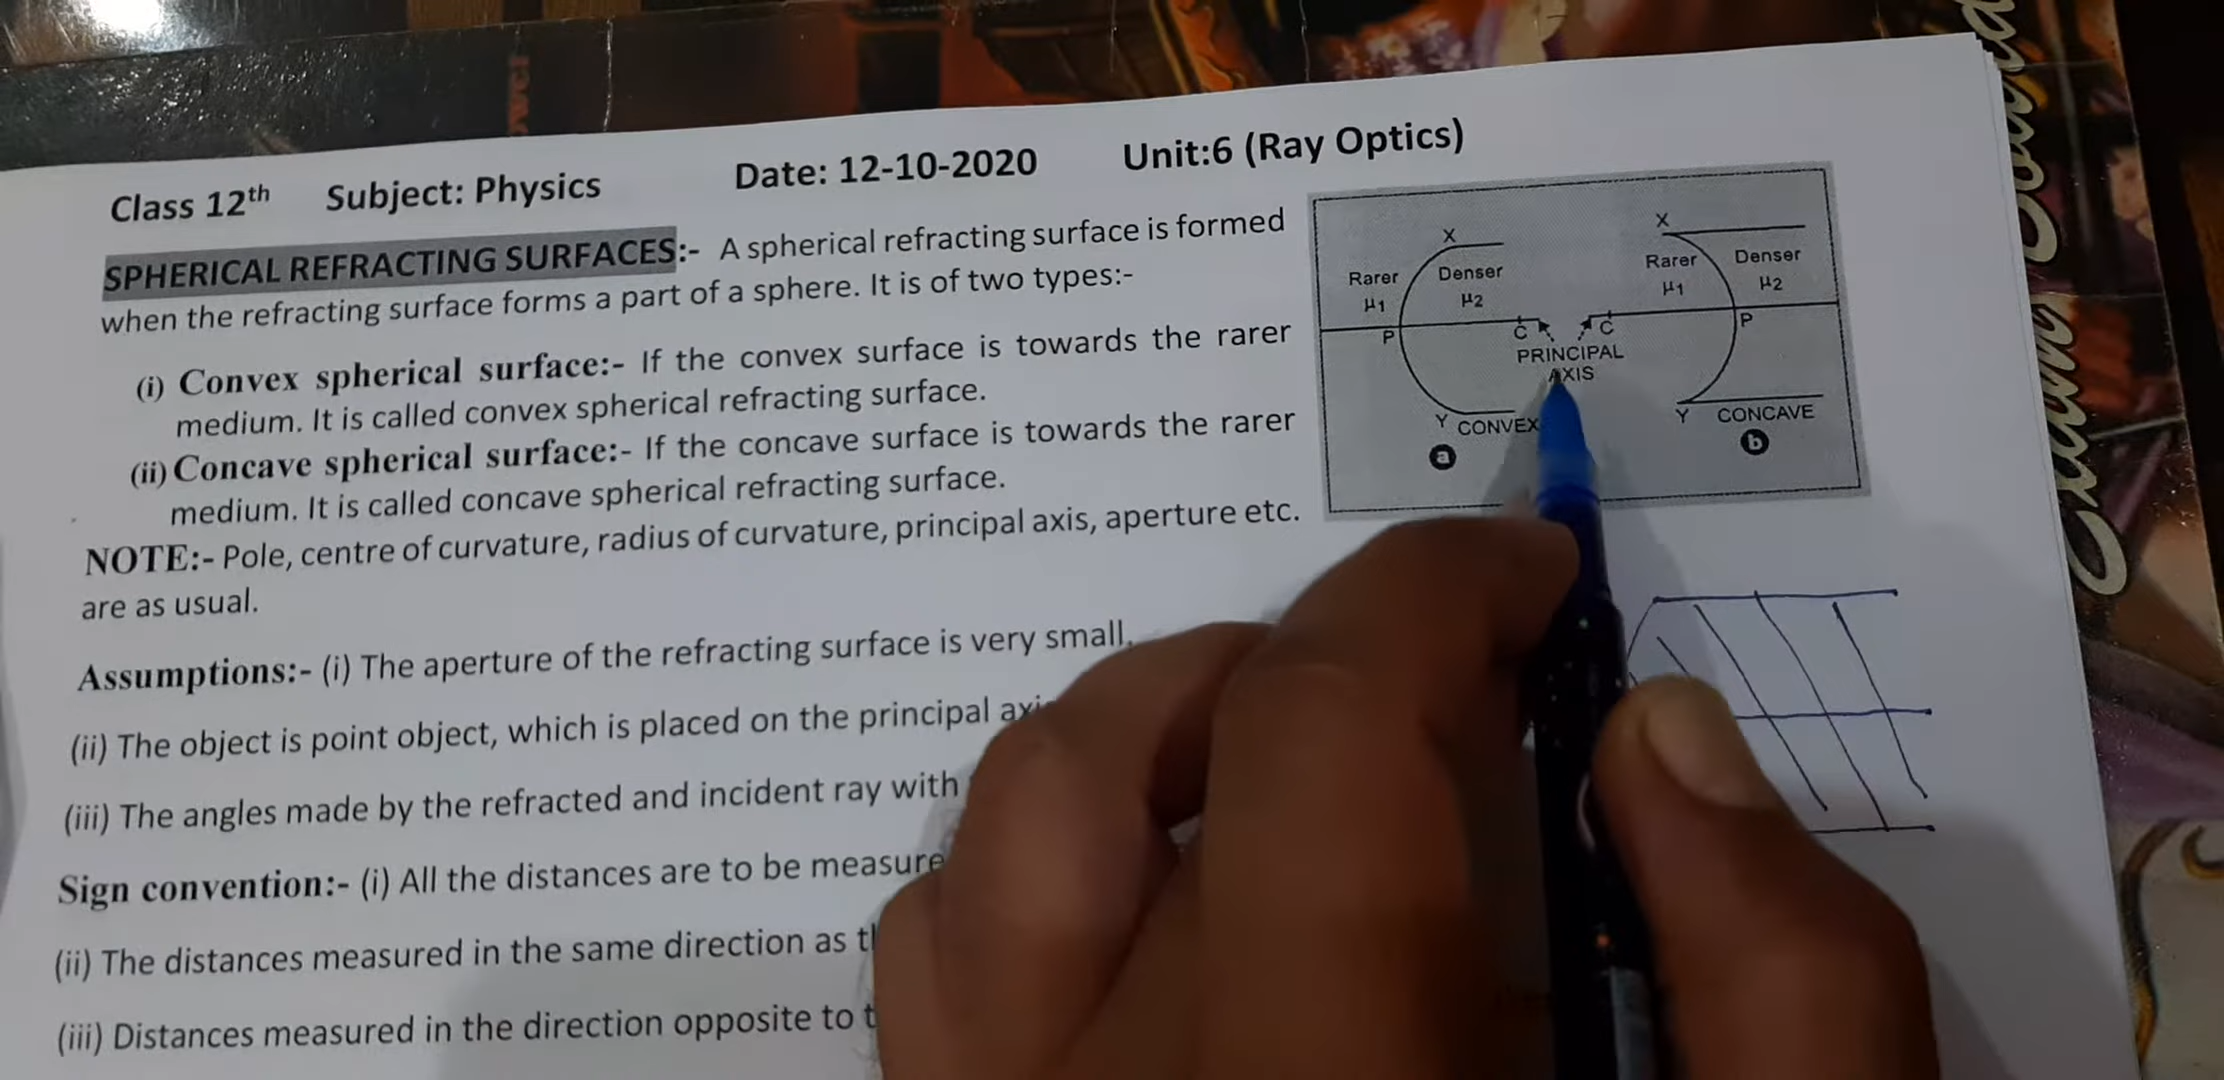 Class 12th Subject: Physics Date: 12-10-2020 Unit:6 (Ray Optics)
SPHERICAL REFRACTING SURFACES:- A spherical refracting surface is formed
when the refracting surface forms a part of a sphere. It is of two types:-
(i) Convex spherical surface:- If the convex surface is towards the rarer
medium. It is called convex spherical refracting surface.
(ii) Concave spherical surface:- If the concave surface is towards the rarer
medium. It is called concave spherical refracting surface.
NOTE:- Pole, centre of curvature, radius of curvature, principal axis, aperture etc.
are as usual.
Assumptions:- (i) The aperture of the refracting surface is very small.
(ii) The object is point object, which is placed on the principal axis
(iii) The angles made by the refracted and incident ray with
Sign convention:- (i) All the distances are to be measure
(ii) The distances measured in the same direction as
(iii) Distances measured in the direction opposite to
X X
Rarer Denser Rarer Denser
μ1 μ2 μ1 μ2
P C C P
PRINCIPAL
AXIS
Y CONVEX Y CONCAVE
a b